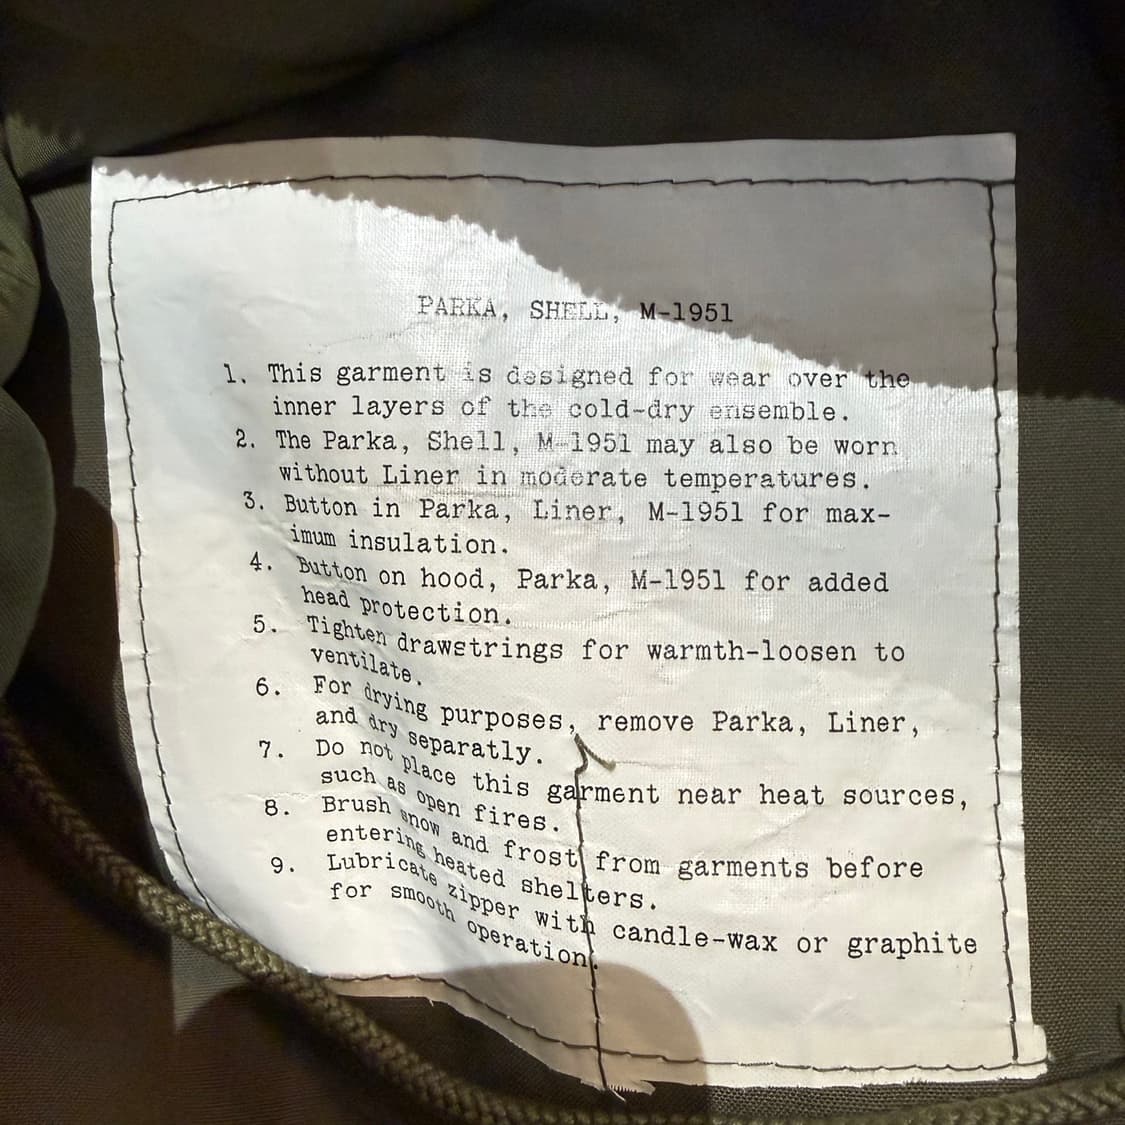 PARKA, SHELL, M-1951
1. This garment is designed for wear over the
inner layers of the cold-dry ensemble.
2. The Parka, Shell, M-1951 may also be worn
without Liner in moderate temperatures.
3. Button in Parka, Liner, M-1951 for max-
imum insulation.
4. Button on hood, Parka, M-1951 for added
head protection.
5. Tighten drawstrings for warmth-loosen to
ventilate.
6. For drying purposes, remove Parka, Liner,
and dry separatly.
7. Do not place this garment near heat sources,
such as open fires.
8. Brush snow and frost from garments before
entering heated shelters.
9. Lubricate zipper with candle-wax or graphite
for smooth operation.